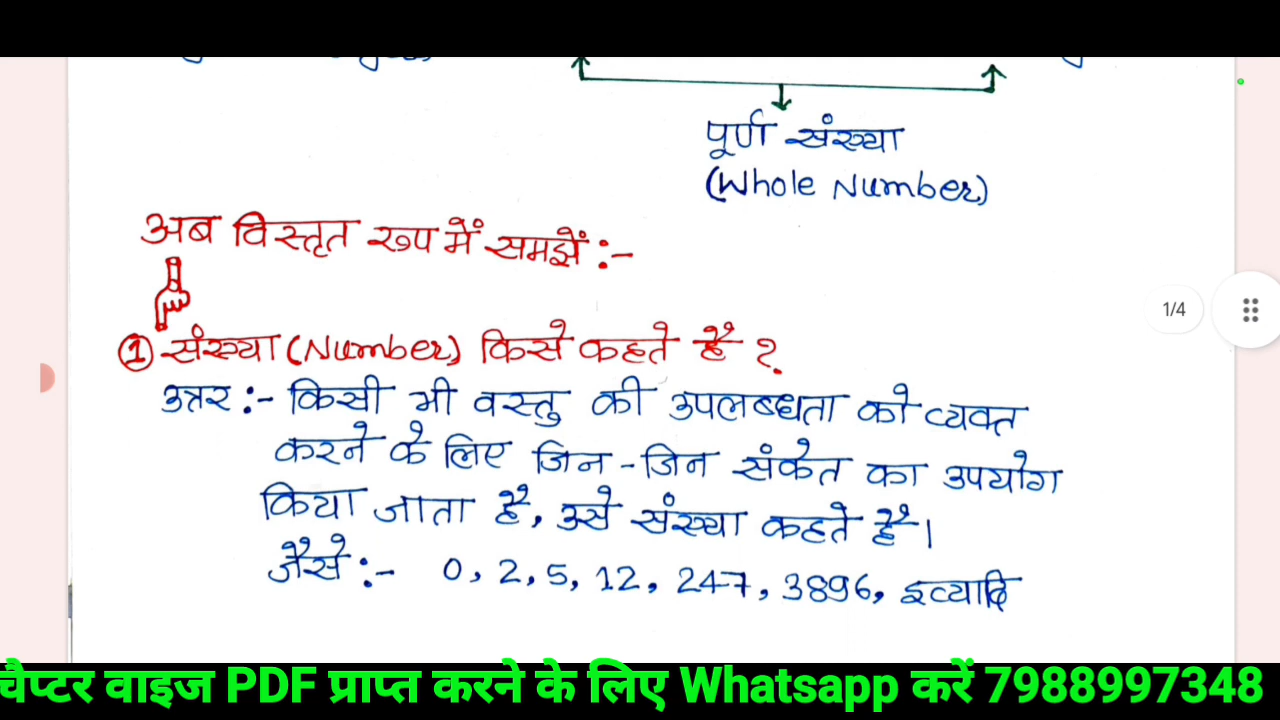 पूर्ण संख्या
(Whole Number)
अब विस्तृत रूप में समझें :-
① संख्या (Number) किसे कहते हैं ?
1/4
उत्तर :- किसी भी वस्तु की उपलब्धता को व्यक्त
करने के लिए जिन-जिन संकेत का उपयोग
किया जाता है, उसे संख्या कहते हैं।
जैसे :- 0, 2, 5, 12, 247, 3896, इत्यादि
चैप्टर वाइज PDF प्राप्त करने के लिए Whatsapp करें 7988997348